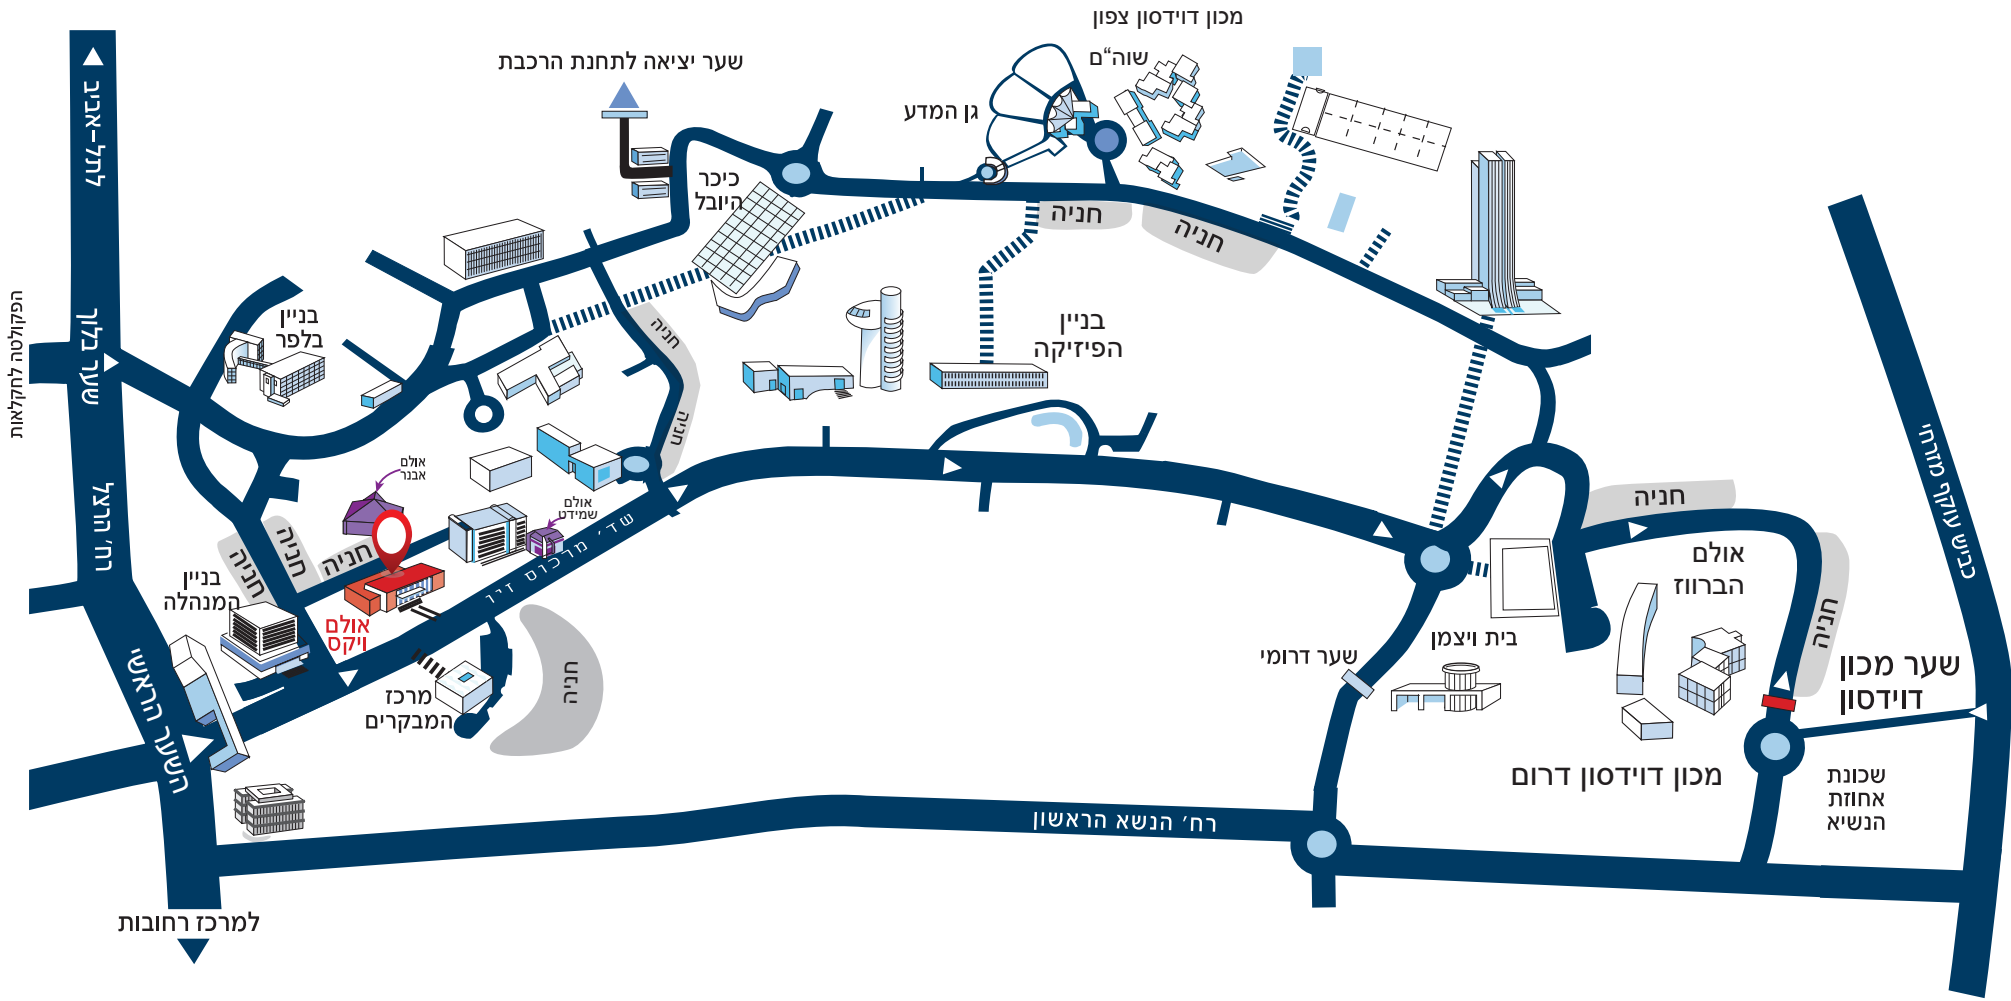 מכון דוידסון צפון
שוה“ם
שער יציאה לתחנת הרכבת
גן המדע
כיכר
היובל
חניה
חניה
לתל-אביב
הפקולטה לחקלאות
שער בלוך
בניין
בלפר
חניה
חניה
בניין
הפיזיקה
כביש עוקף מזרחי
רח׳ הרצל
אולם
אבנר
אולם
שמידט
שד׳ מרכוס זיו
חניה
חניה
חניה
חניה
אולם
הברווז
חניה
בניין
המנהלה
אולם
ויקס
השער הראשי
מרכז
המבקרים
חניה
בית ויצמן
שער דרומי
שער מכון
דוידסון
מכון דוידסון דרום
שכונת
אחוזת
הנשיא
רח׳ הנשא הראשון
למרכז רחובות